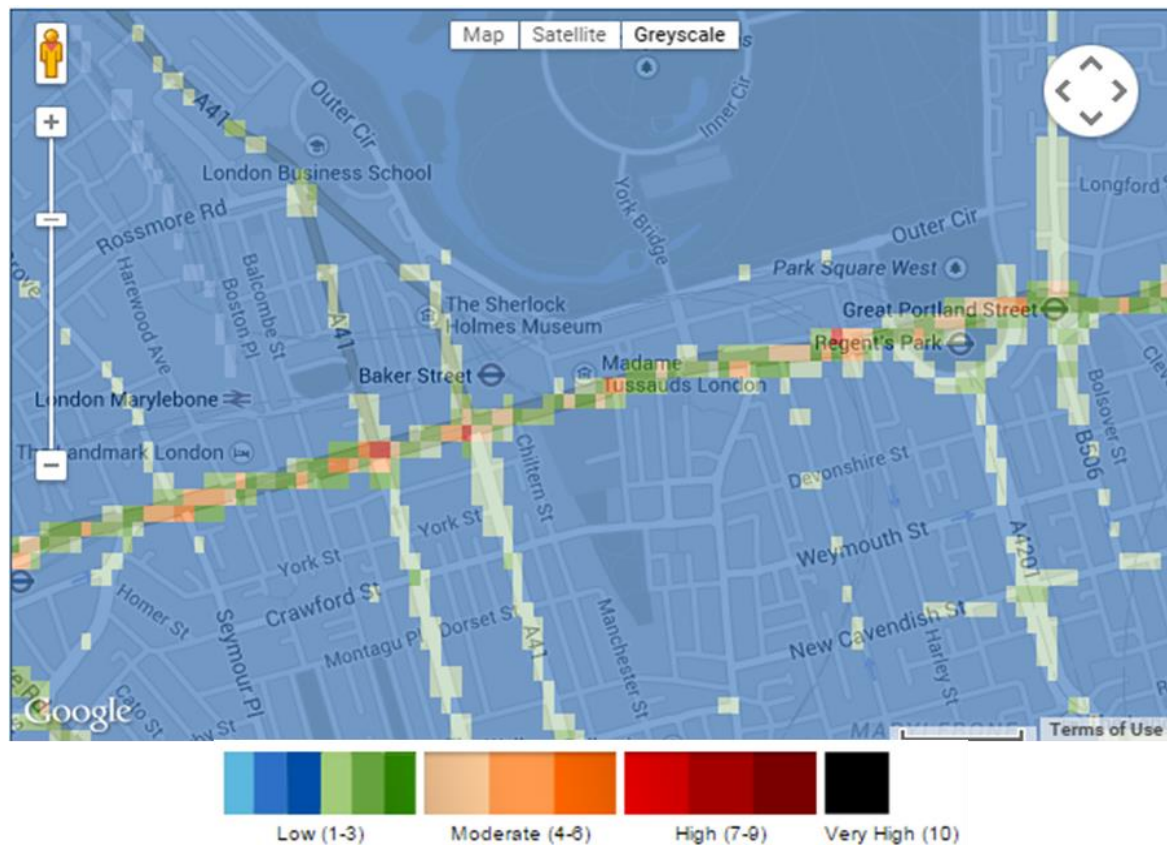 Map Satellite Greyscale
Outer Cir
Inner Cir
A41
London Business School
York Bridge
Longford
Rossmore Rd
Outer Cir
Harewood Ave
Balcombe St
Boston Pl
Park Square West
The Sherlock
Holmes Museum
A41
Great Portland Street
Regent's Park
Madame
Tussauds London
Baker Street
London Marylebone
Bolsover St
Landmark London
Chiltern St
B506
Devonshire St
York St
Weymouth St
York St
A4201
Homer St
Crawford St
Manchester St
New Cavendish St
Montagu Pl
Dorset St
A41
Harley St
Seymour Pl
Cato St
Google
MARYLEBONE
Terms of Use
Low (1-3) Moderate (4-6) High (7-9) Very High (10)